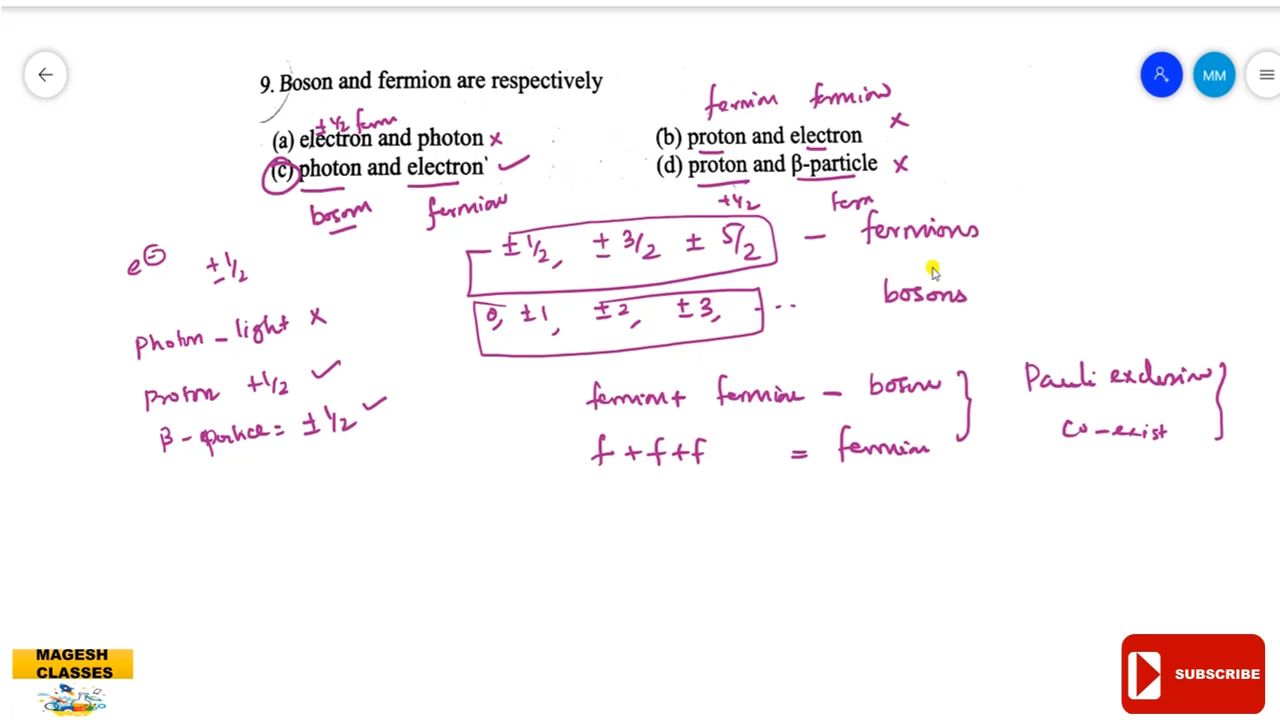 MM
9. Boson and fermion are respectively
fermion fermion
±1/2 ferm
(a) electron and photon x
(b) proton and electron x
(c) photon and electron ✓
(d) proton and β-particle x
boson fermion
+1/2 ferm
e⊖ ±1/2
±1/2, ±3/2 ±5/2 – fermions
0, ±1, ±2, ±3, - .. bosons
Photon – light x
Proton +1/2 ✓
β- = ±1/2 ✓
fermion + fermion – boson
Pauli exclusion
f + f + f = fermion
co-exist
MAGESH
CLASSES
SUBSCRIBE